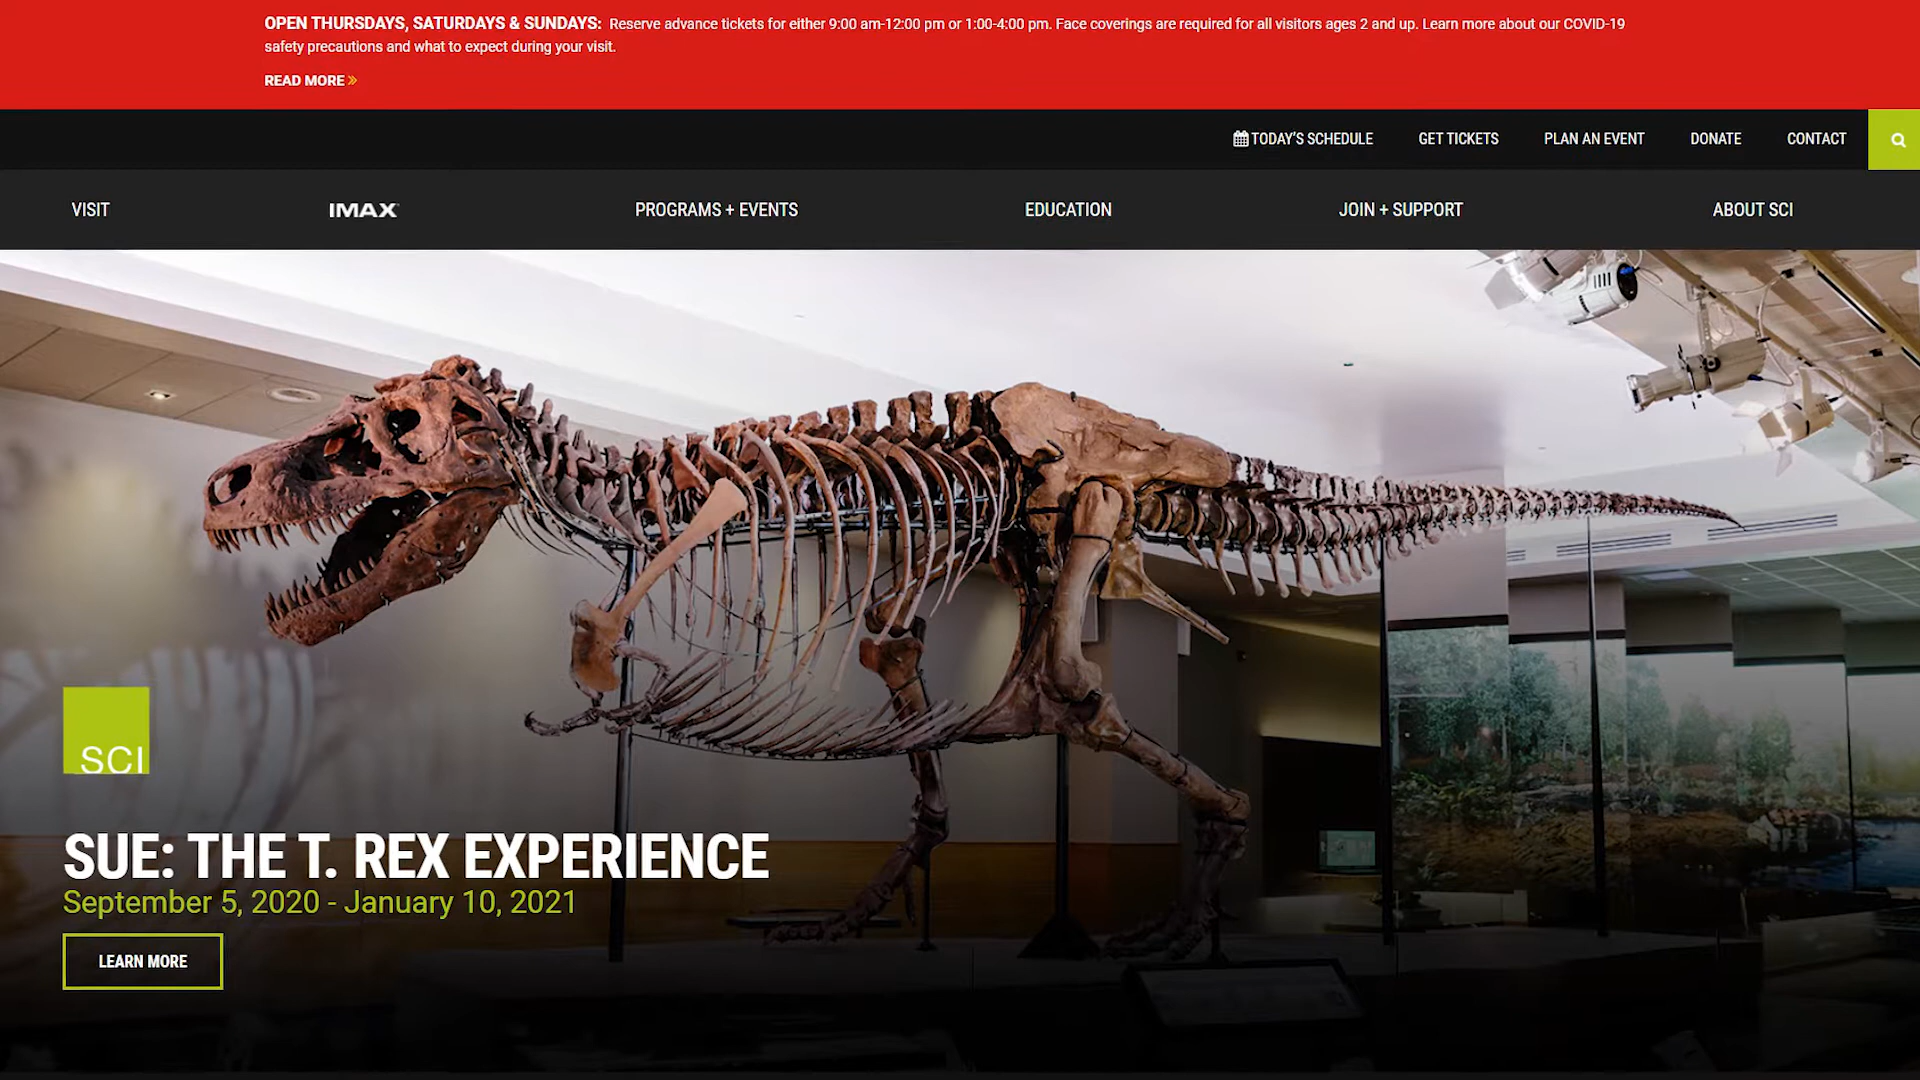 OPEN THURSDAYS, SATURDAYS & SUNDAYS: Reserve advance tickets for either 9:00 am-12:00 pm or 1:00-4:00 pm. Face coverings are required for all visitors ages 2 and up. Learn more about our COVID-19
safety precautions and what to expect during your visit.
READ MORE »
TODAY'S SCHEDULE GET TICKETS PLAN AN EVENT DONATE CONTACT
VISIT IMAX PROGRAMS + EVENTS EDUCATION JOIN + SUPPORT ABOUT SCI
SCI
SUE: THE T. REX EXPERIENCE
September 5, 2020 - January 10, 2021
LEARN MORE